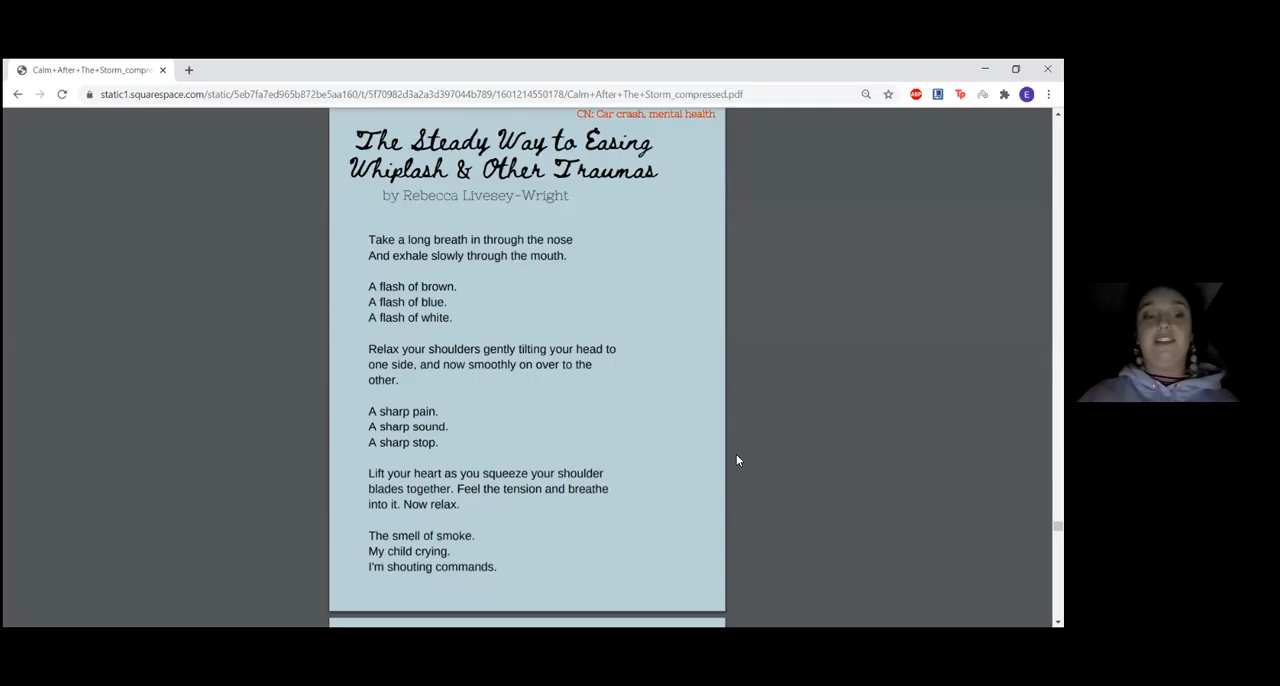 Calm+After+The+Storm_compre
static1.squarespace.com/static/5eb7fa7ed965b872be5aa160/t/5f70982d3a2a3d397044b789/1601214550178/Calm+After+The+Storm_compressed.pdf
ABP
Tp
E
CN: Car crash, mental health
The Steady Way to Easing
Whiplash & Other Traumas
by Rebecca Livesey-Wright
Take a long breath in through the nose
And exhale slowly through the mouth.
A flash of brown.
A flash of blue.
A flash of white.
Relax your shoulders gently tilting your head to
one side, and now smoothly on over to the
other.
A sharp pain.
A sharp sound.
A sharp stop.
Lift your heart as you squeeze your shoulder
blades together. Feel the tension and breathe
into it. Now relax.
The smell of smoke.
My child crying.
I'm shouting commands.